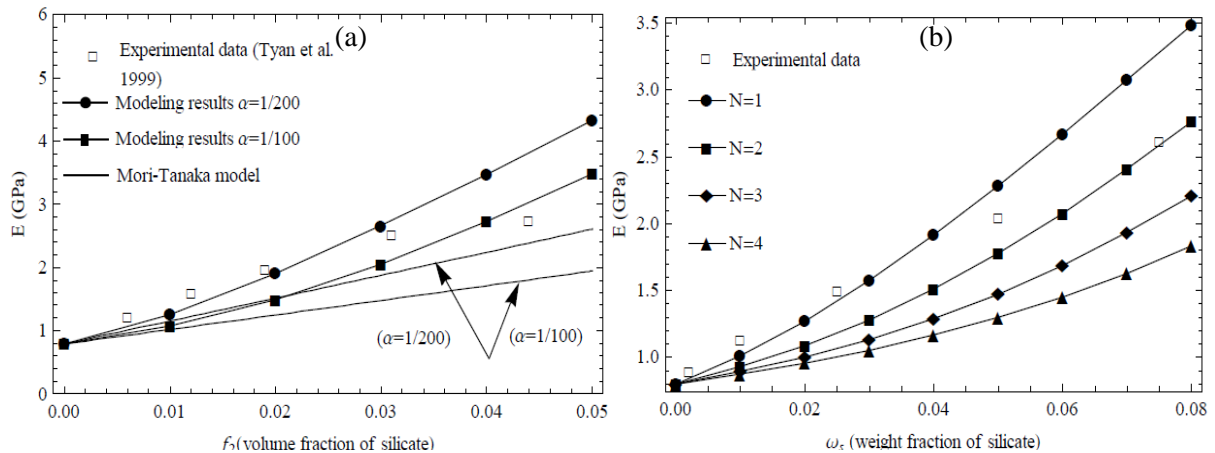 (a)
6
5
4
3
2
1
0
E (GPa)
Experimental data (Tyan et al.
1999)
Modeling results α=1/200
Modeling results α=1/100
Mori-Tanaka model
(α=1/200)
(α=1/100)
0.00 0.01 0.02 0.03 0.04 0.05
f₂(volume fraction of silicate)
(b)
3.5
3.0
2.5
2.0
1.5
1.0
E (GPa)
Experimental data
N=1
N=2
N=3
N=4
0.00 0.02 0.04 0.06 0.08
ωₛ (weight fraction of silicate)